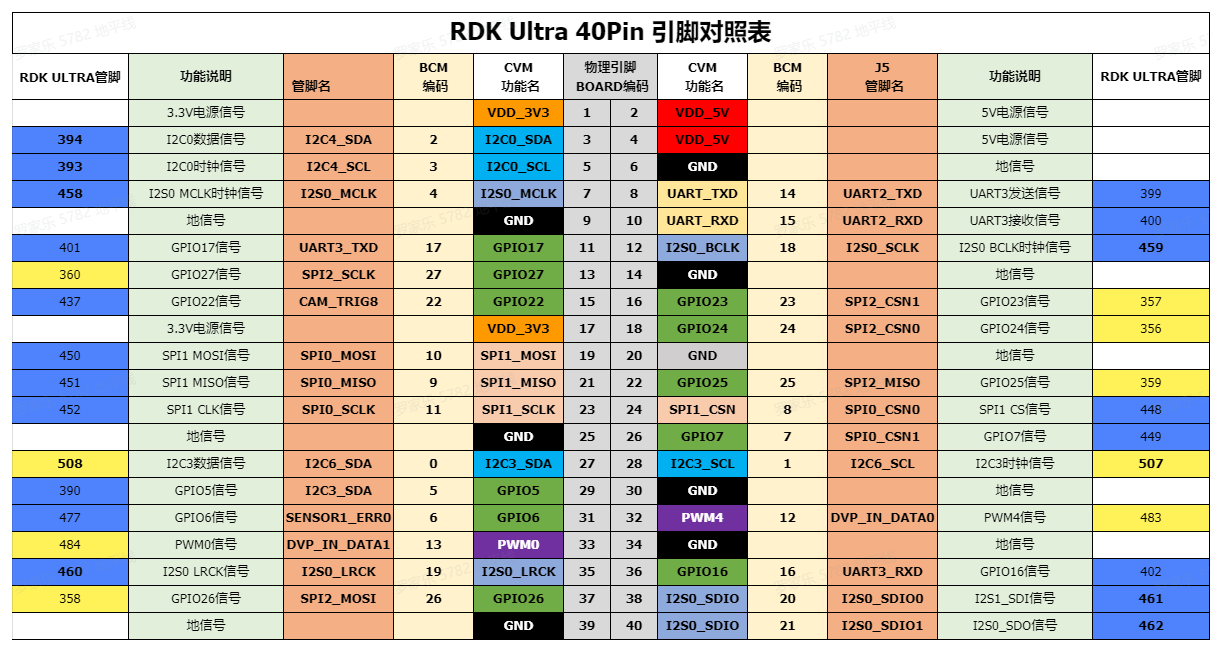 RDK Ultra 40Pin 引脚对照表
RDK ULTRA管脚 功能说明 管脚名 BCM 编码 CVM 功能名 物理引脚 BOARD编码 CVM 功能名 BCM 编码 J5 管脚名 功能说明 RDK ULTRA管脚
3.3V电源信号 VDD_3V3 1 2 VDD_5V 5V电源信号
394 I2C0数据信号 I2C4_SDA 2 I2C0_SDA 3 4 VDD_5V 5V电源信号
393 I2C0时钟信号 I2C4_SCL 3 I2C0_SCL 5 6 GND 地信号
458 I2S0 MCLK时钟信号 I2S0_MCLK 4 I2S0_MCLK 7 8 UART_TXD 14 UART2_TXD UART3发送信号 399
地信号 GND 9 10 UART_RXD 15 UART2_RXD UART3接收信号 400
401 GPIO17信号 UART3_TXD 17 GPIO17 11 12 I2S0_BCLK 18 I2S0_SCLK I2S0 BCLK时钟信号 459
360 GPIO27信号 SPI2_SCLK 27 GPIO27 13 14 GND 地信号
437 GPIO22信号 CAM_TRIG8 22 GPIO22 15 16 GPIO23 23 SPI2_CSN1 GPIO23信号 357
3.3V电源信号 VDD_3V3 17 18 GPIO24 24 SPI2_CSN0 GPIO24信号 356
450 SPI1 MOSI信号 SPI0_MOSI 10 SPI1_MOSI 19 20 GND 地信号
451 SPI1 MISO信号 SPI0_MISO 9 SPI1_MISO 21 22 GPIO25 25 SPI2_MISO GPIO25信号 359
452 SPI1 CLK信号 SPI0_SCLK 11 SPI1_SCLK 23 24 SPI1_CSN 8 SPI0_CSN0 SPI1 CS信号 448
地信号 GND 25 26 GPIO7 7 SPI0_CSN1 GPIO7信号 449
508 I2C3数据信号 I2C6_SDA 0 I2C3_SDA 27 28 I2C3_SCL 1 I2C6_SCL I2C3时钟信号 507
390 GPIO5信号 I2C3_SDA 5 GPIO5 29 30 GND 地信号
477 GPIO6信号 SENSOR1_ERR0 6 GPIO6 31 32 PWM4 12 DVP_IN_DATA0 PWM4信号 483
484 PWM0信号 DVP_IN_DATA1 13 PWM0 33 34 GND 地信号
460 I2S0 LRCK信号 I2S0_LRCK 19 I2S0_LRCK 35 36 GPIO16 16 UART3_RXD GPIO16信号 402
358 GPIO26信号 SPI2_MOSI 26 GPIO26 37 38 I2S0_SDIO 20 I2S0_SDIO0 I2S1_SDI信号 461
地信号 GND 39 40 I2S0_SDIO 21 I2S0_SDIO1 I2S0_SDO信号 462